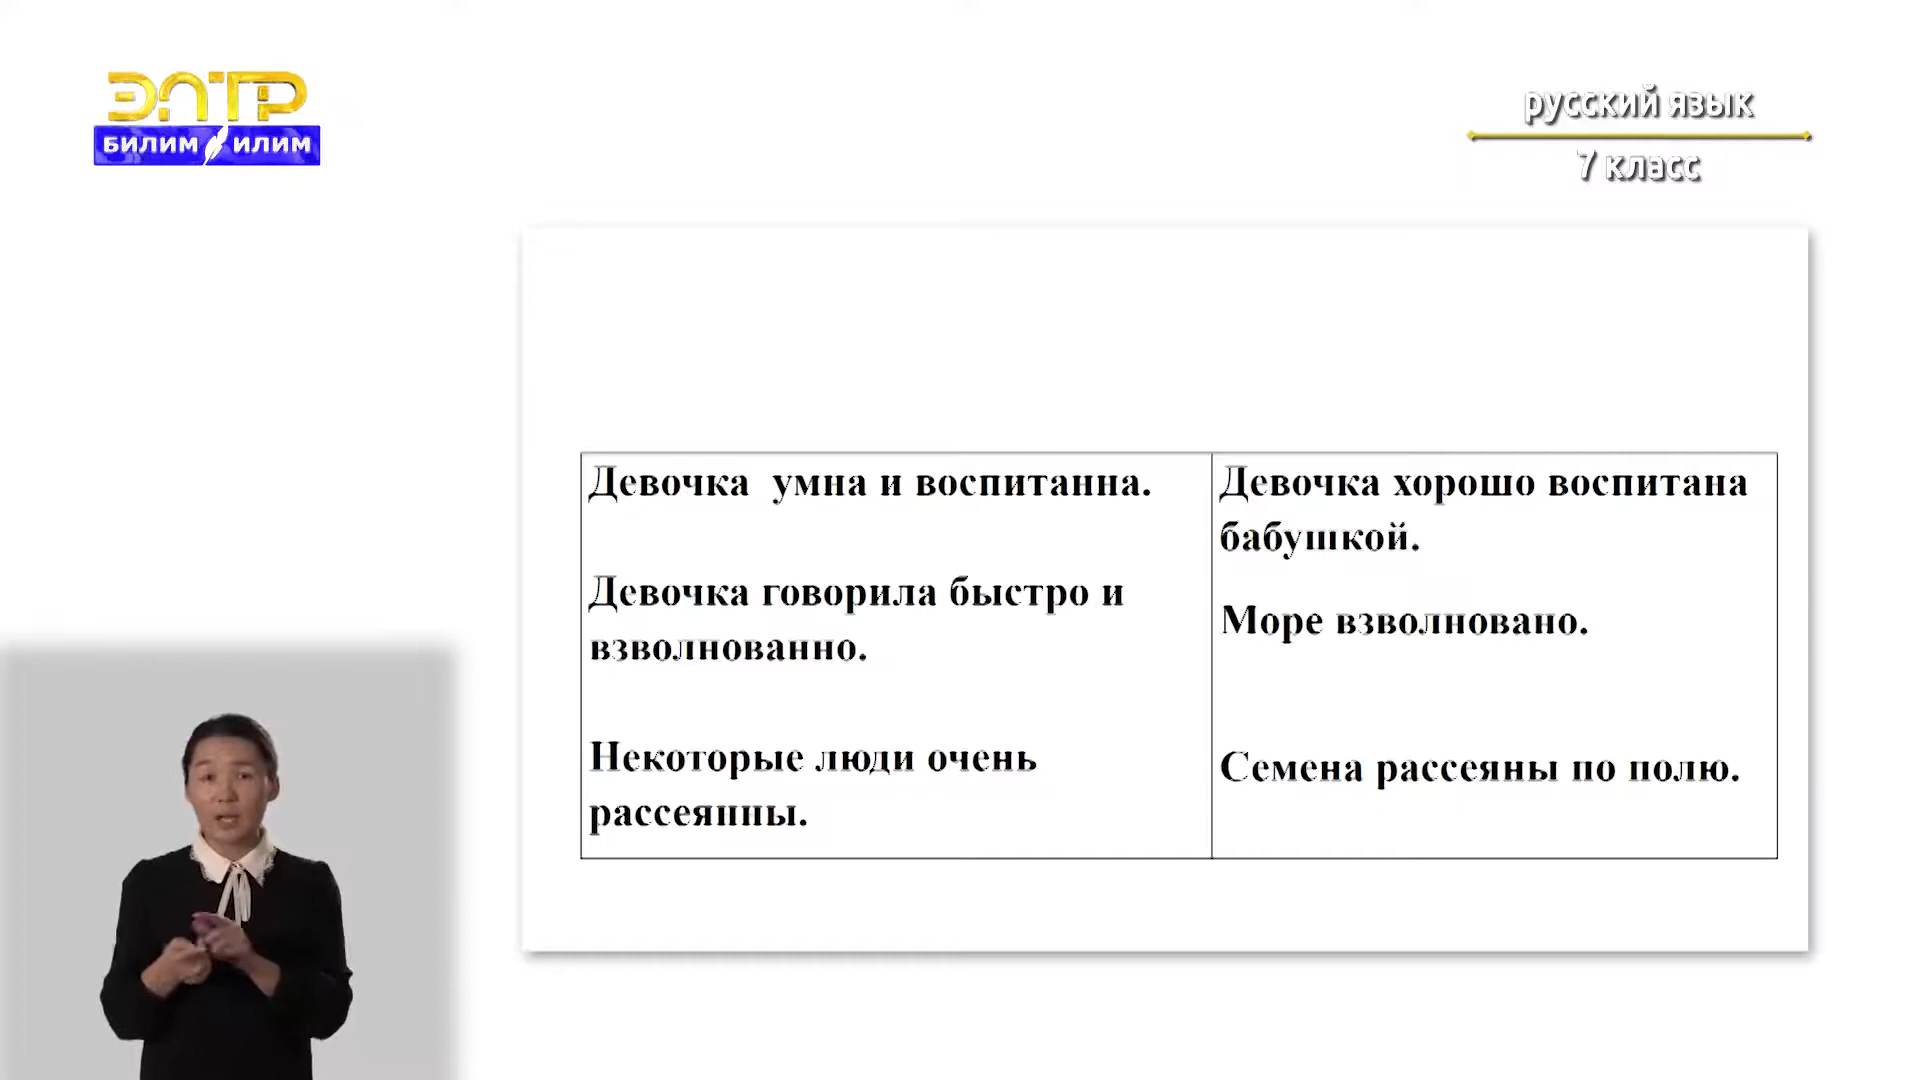 ЭЛТР
БИЛИМ ИЛИМ
русский язык
7 класс
Девочка умна и воспитанна.
Девочка говорила быстро и
взволнованно.
Некоторые люди очень
рассеянны.
Девочка хорошо воспитана
бабушкой.
Море взволновано.
Семена рассеяны по полю.